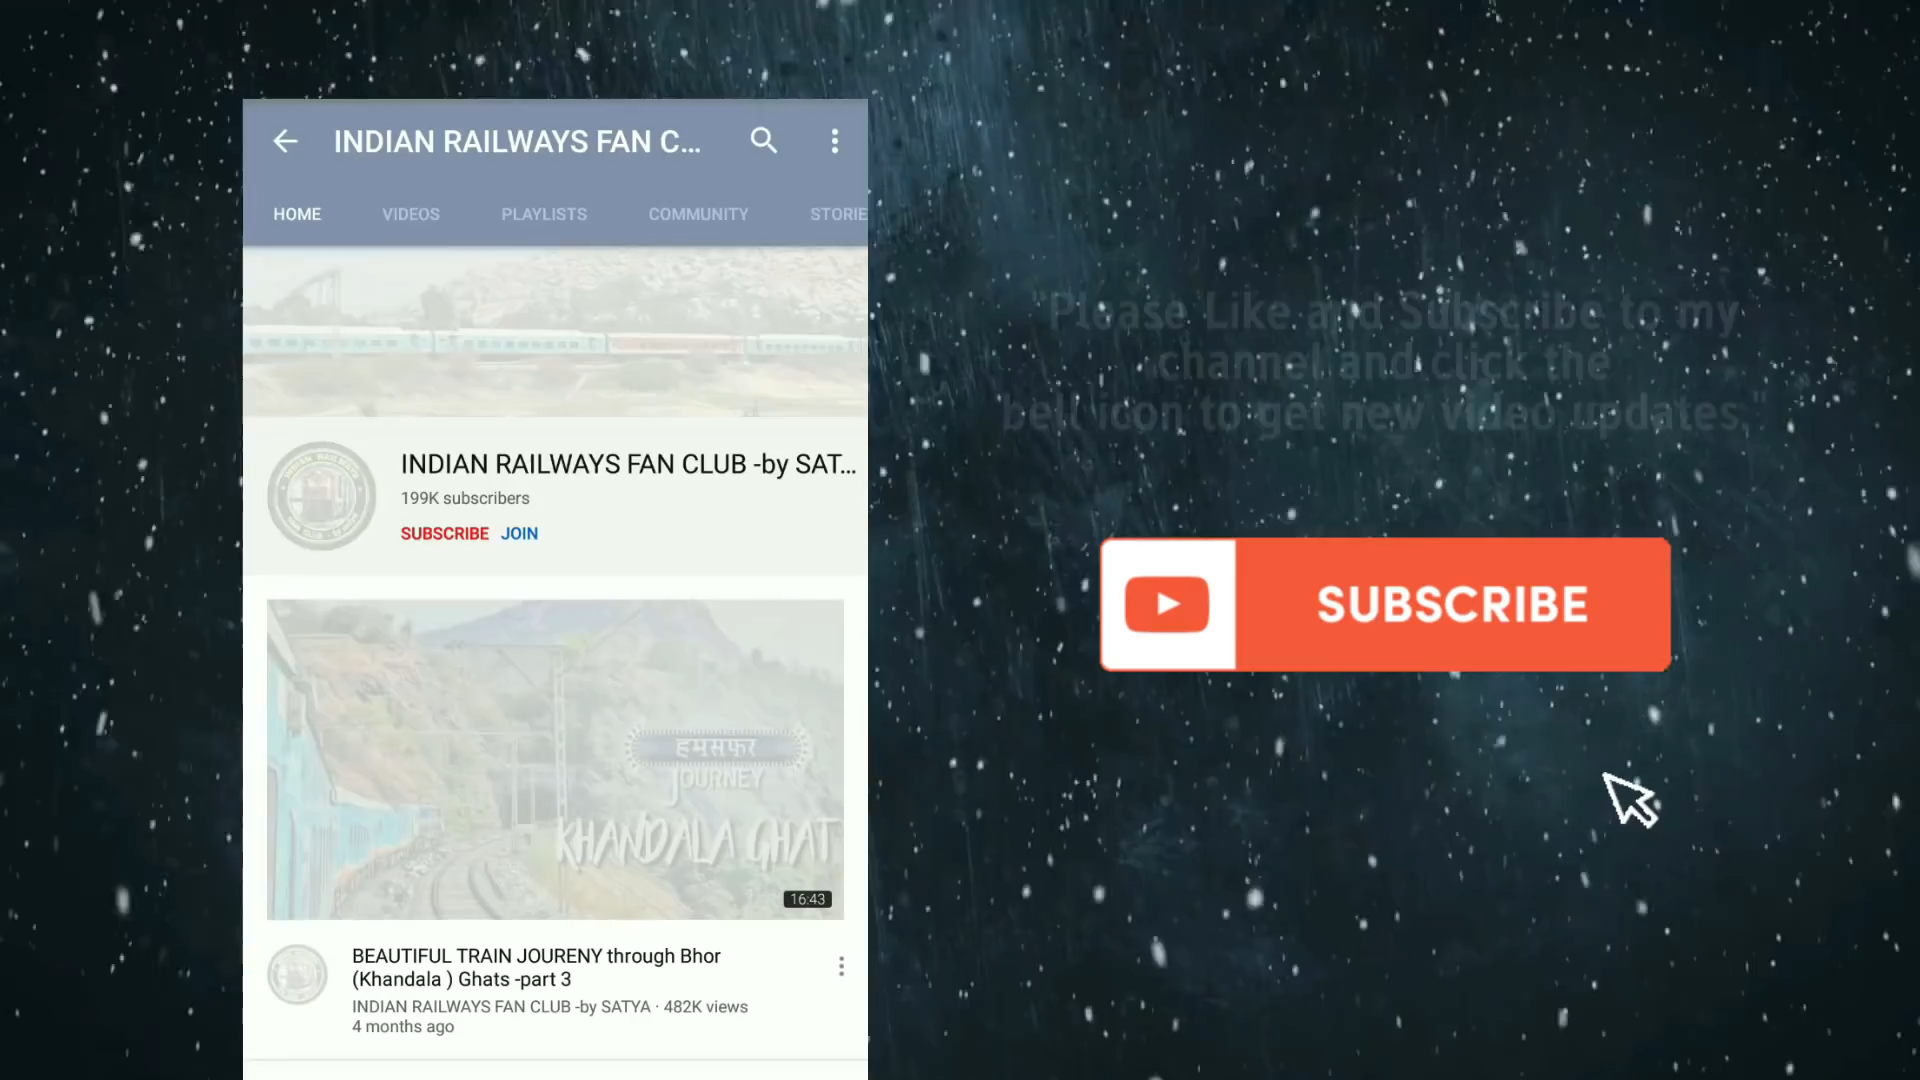 INDIAN RAILWAYS FAN C...
HOME VIDEOS PLAYLISTS COMMUNITY STORIE
INDIAN RAILWAYS FAN CLUB -by SAT...
199K subscribers
SUBSCRIBE JOIN
हमसफर
JOURNEY
KHANDALA GHAT
16:43
BEAUTIFUL TRAIN JOURENY through Bhor
(Khandala ) Ghats -part 3
INDIAN RAILWAYS FAN CLUB -by SATYA · 482K views
4 months ago
"Please Like and Subscribe to my
channel and click the
bell icon to get new video updates."
SUBSCRIBE